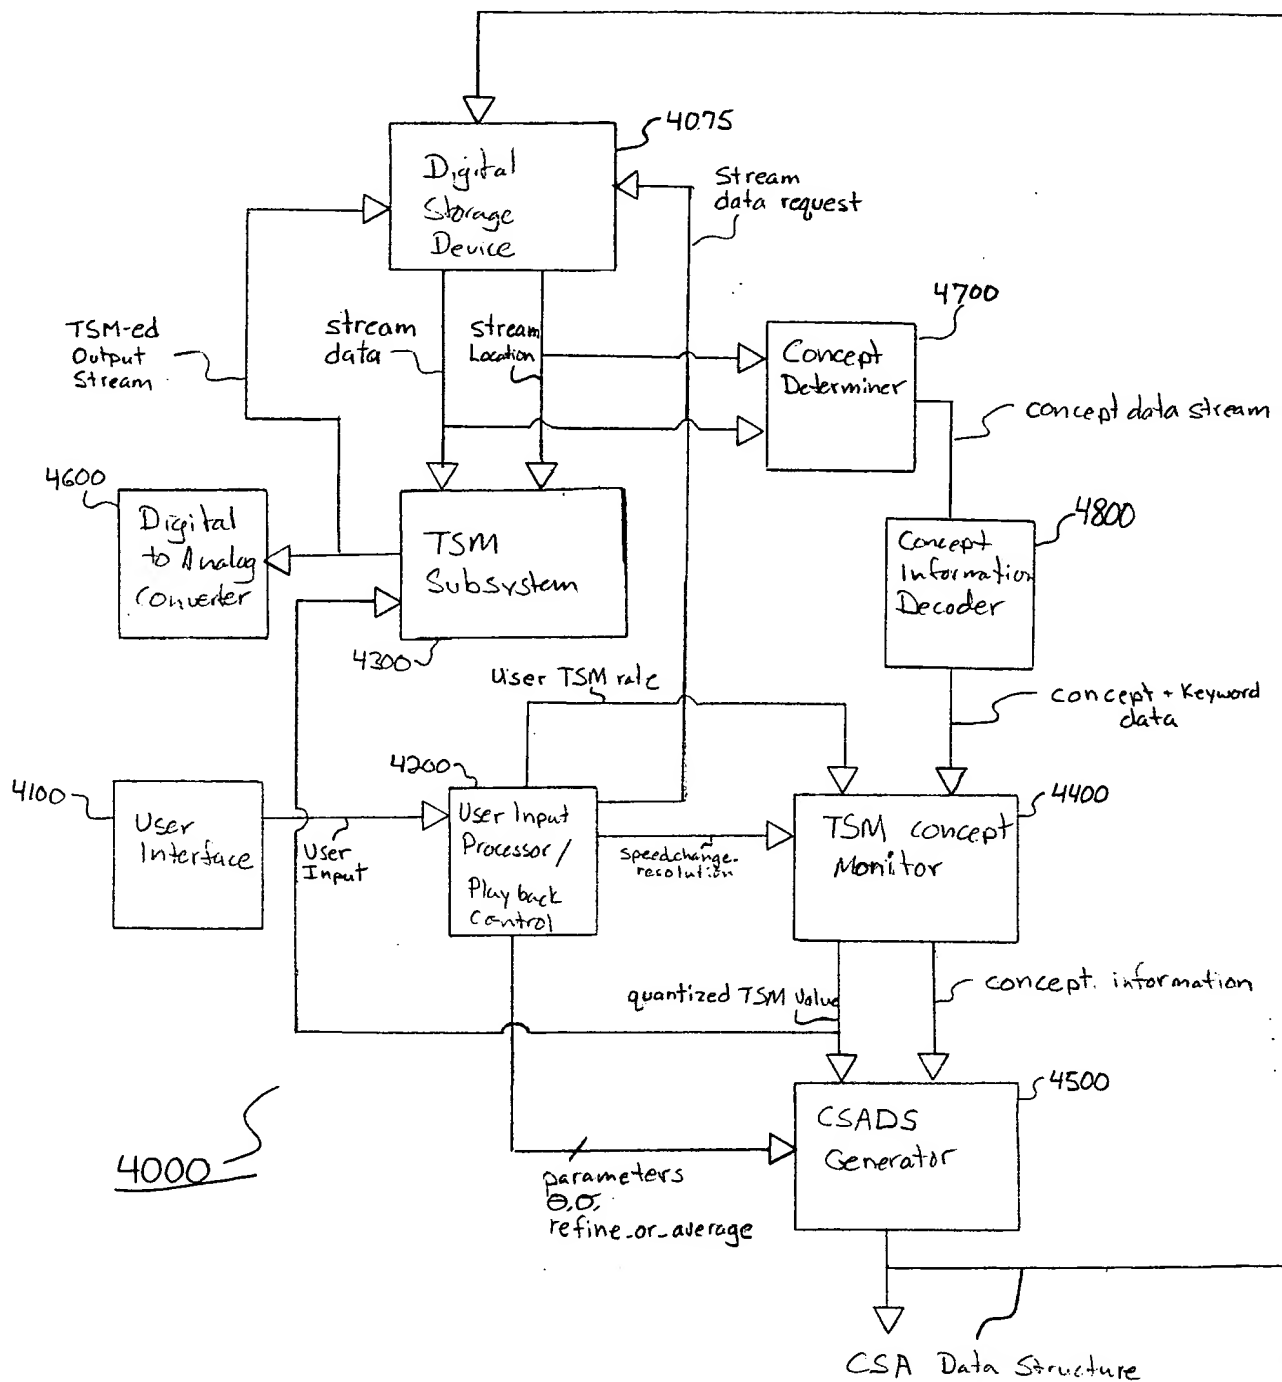 4075
Digital
Storage
Device
Stream
data request
4700
TSM-ed
Output
Stream
stream
data
Stream
Location
Concept
Determiner
concept data stream
4600
Digital
to Analog
Converter
TSM
Subsystem
4300
4800
Concept
Information
Decoder
User TSM rate
concept + Keyword
data
4100
User
Interface
User
Input
4200
User Input
Processor/
Playback
Control
speedchange-
resolution
4400
TSM concept
Monitor
quantized TSM Value
concept. information
4500
CSADS
Generator
4000
parameters
Θ,σ,
refine_or_average
CSA Data Structure